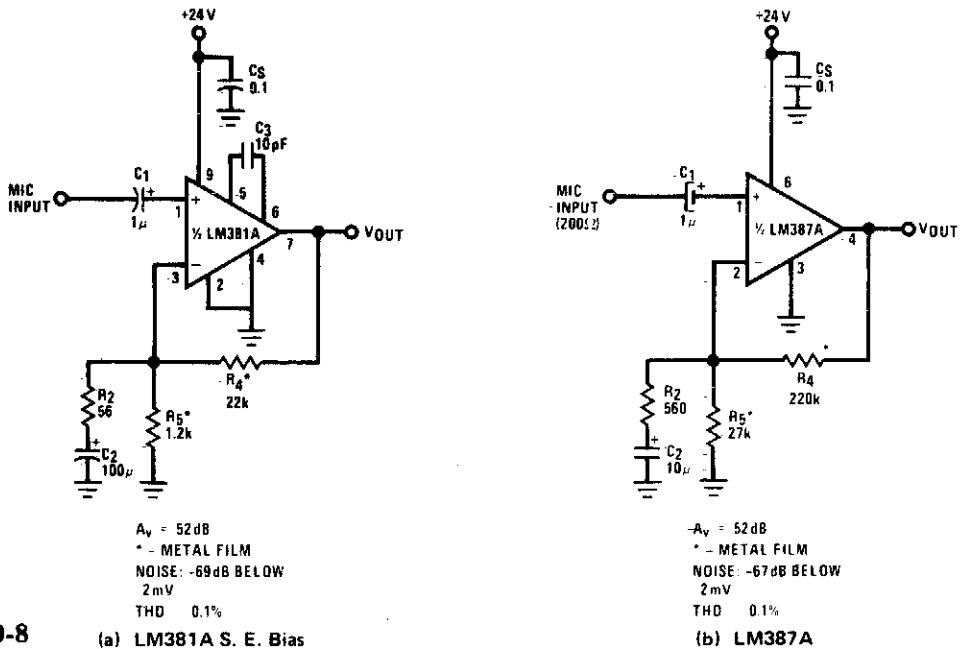 +24 V
CS
0.1
C3
10pF
C1
+
1μ
MIC
INPUT
9
5
6
1
+
½ LM381A
7
VOUT
3
−
2
4
R4*
22k
R2
56
R5*
1.2k
+
C2
100μ
Av = 52dB
* – METAL FILM
NOISE: -69dB BELOW
2mV
THD 0.1%
(a) LM381A S. E. Bias
+24V
CS
0.1
C1
+
1μ
MIC
INPUT
(200Ω)
6
1
+
½ LM387A
4
VOUT
2
−
3
*
R4
220k
R2
560
R5*
27k
+
C2
10μ
Av = 52dB
* – METAL FILM
NOISE: -67dB BELOW
2mV
THD 0.1%
(b) LM387A
-8